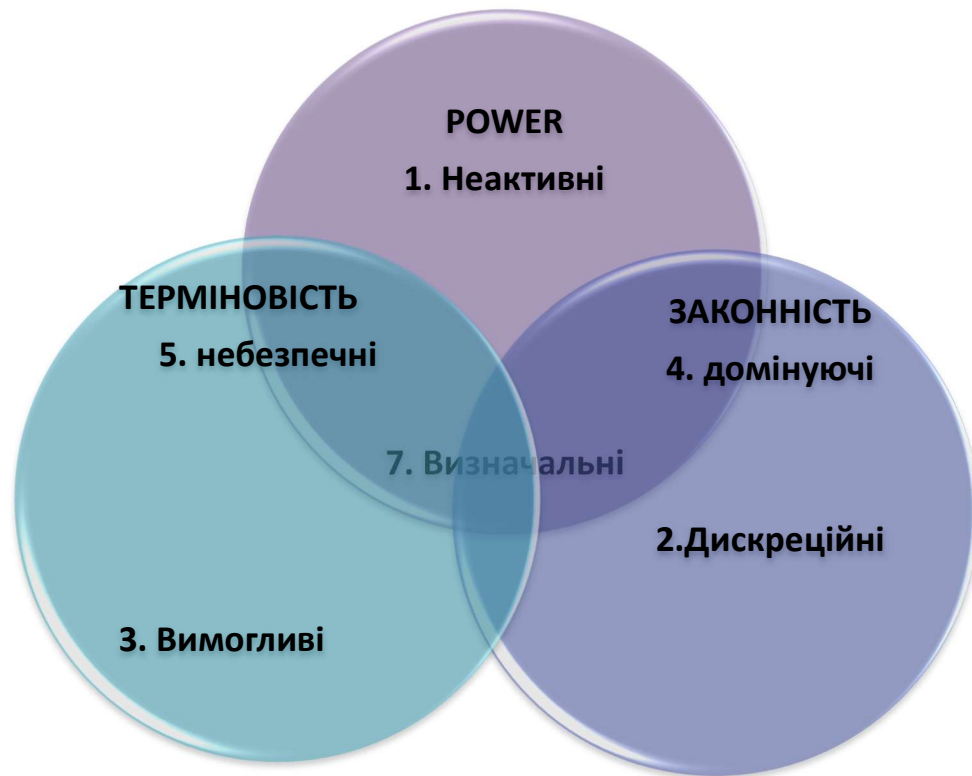 POWER
1. Неактивні
ТЕРМІНОВІСТЬ
5. небезпечні
ЗАКОННІСТЬ
4. домінуючі
7. Визначальні
2.Дискреційні
3. Вимогливі